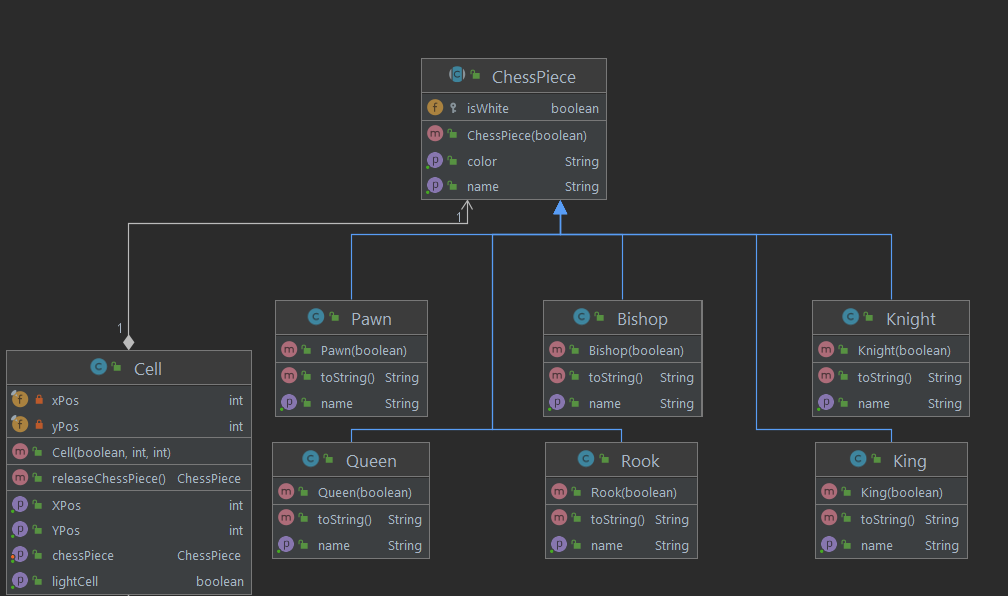 ChessPiece
isWhite boolean
ChessPiece(boolean)
color String
name String
1
1
Pawn
Pawn(boolean)
toString() String
name String
Bishop
Bishop(boolean)
toString() String
name String
Knight
Knight(boolean)
toString() String
name String
Cell
xPos int
yPos int
Cell(boolean, int, int)
releaseChessPiece() ChessPiece
XPos int
YPos int
chessPiece ChessPiece
lightCell boolean
Queen
Queen(boolean)
toString() String
name String
Rook
Rook(boolean)
toString() String
name String
King
King(boolean)
toString() String
name String